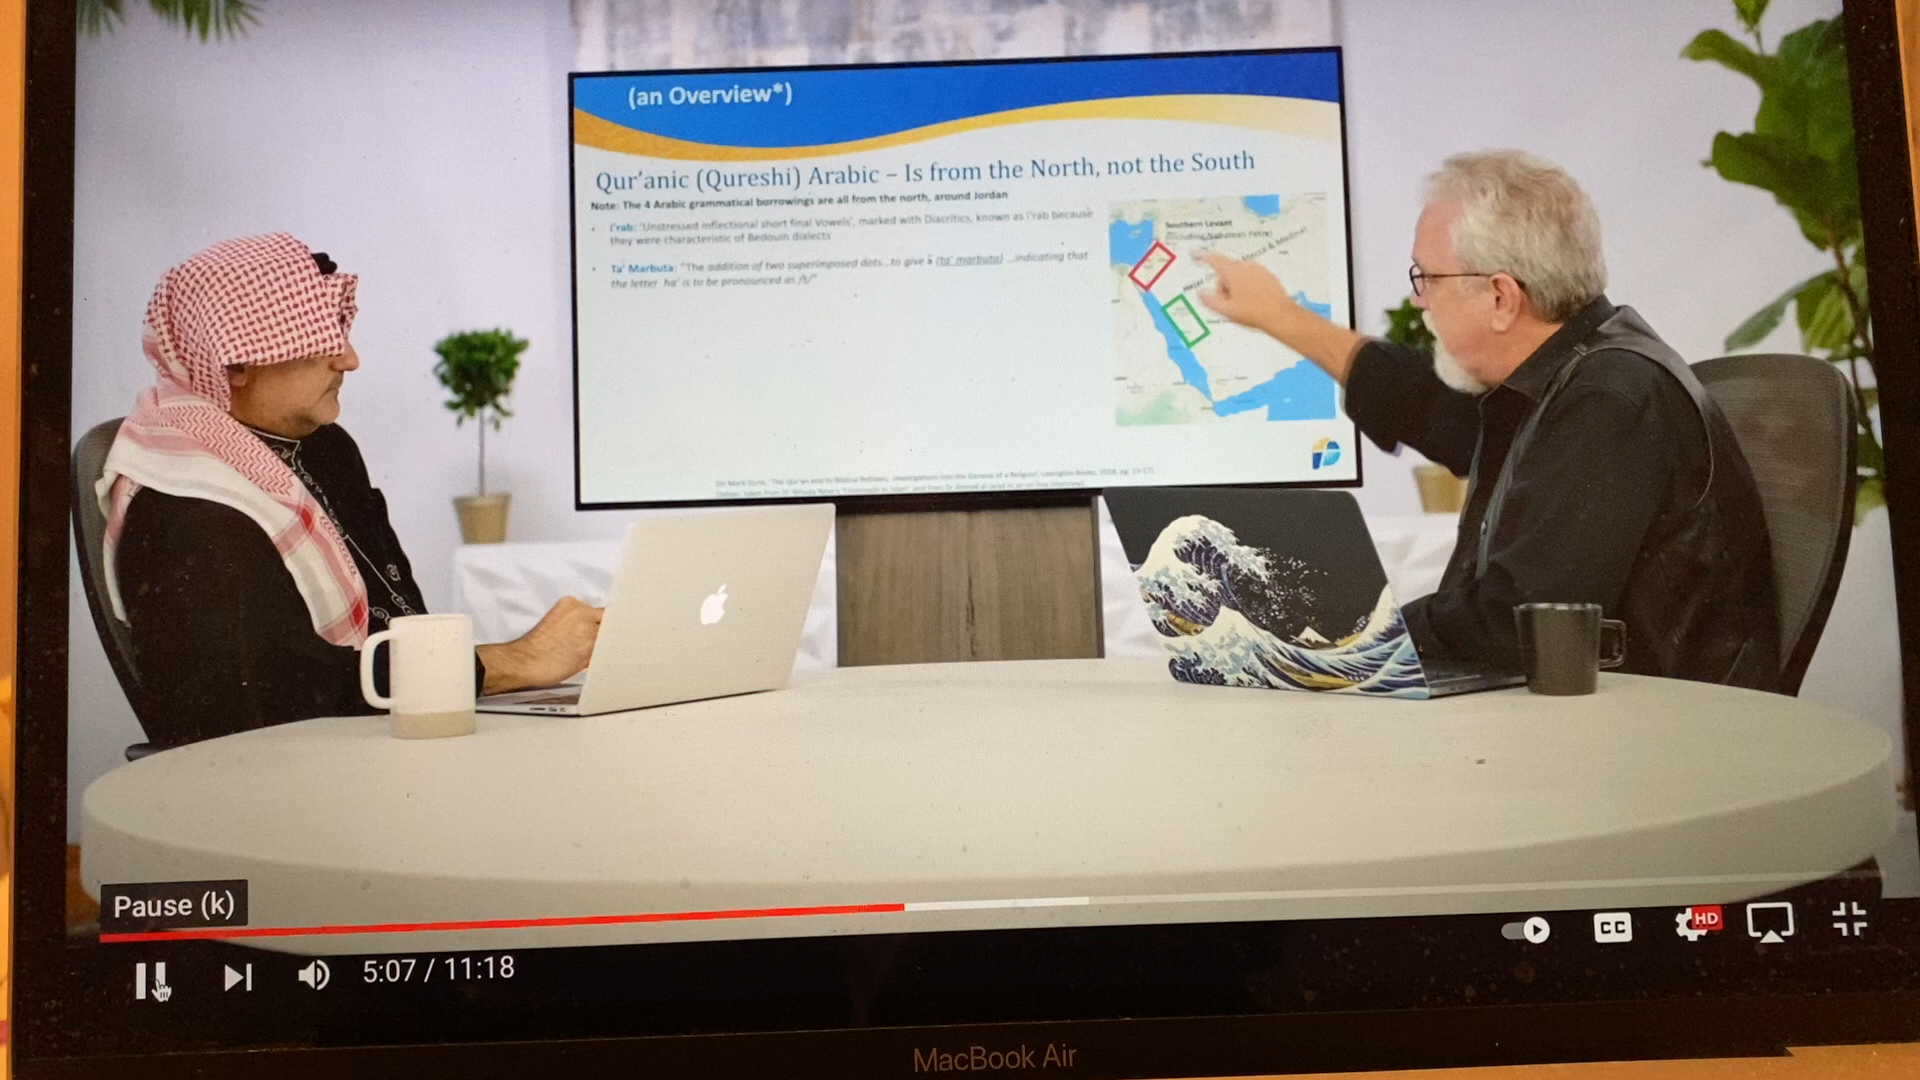 (an Overview*)
Qur'anic (Qureshi) Arabic – Is from the North, not the South
Note: The 4 Arabic grammatical borrowings are all from the north, around Jordan
• I'rab: 'Unstressed inflectional short final Vowels', marked with Diacritics, known as I'rab because
they were characteristic of Bedouin dialects
• Ta' Marbuta: "The addition of two superimposed dots...to give ة (ta' marbuta) ...indicating that
the letter ha' is to be pronounced as /t/"
Southern Levant
(Including Nabataean Petra)
Pause (k)
5:07 / 11:18
CC
HD
MacBook Air